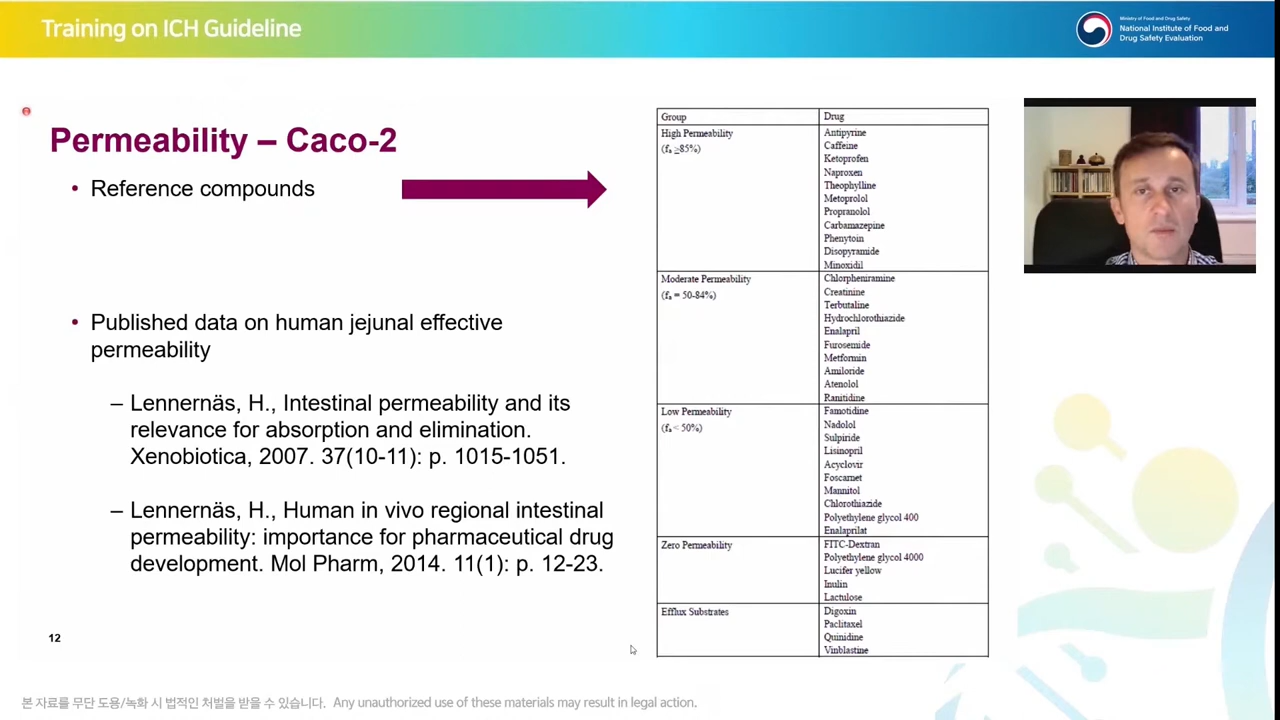 Training on ICH Guideline
Ministry of Food and Drug Safety
National Institute of Food and
Drug Safety Evaluation
Permeability – Caco-2
• Reference compounds
• Published data on human jejunal effective
permeability
– Lennernäs, H., Intestinal permeability and its
relevance for absorption and elimination.
Xenobiotica, 2007. 37(10-11): p. 1015-1051.
– Lennernäs, H., Human in vivo regional intestinal
permeability: importance for pharmaceutical drug
development. Mol Pharm, 2014. 11(1): p. 12-23.
12
Group Drug
High Permeability Antipyrine
(fₐ ≥85%) Caffeine
Ketoprofen
Naproxen
Theophylline
Metoprolol
Propranolol
Carbamazepine
Phenytoin
Disopyramide
Minoxidil
Moderate Permeability Chlorpheniramine
(fₐ = 50-84%) Creatinine
Terbutaline
Hydrochlorothiazide
Enalapril
Furosemide
Metformin
Amiloride
Atenolol
Ranitidine
Low Permeability Famotidine
(fₐ < 50%) Nadolol
Sulpiride
Lisinopril
Acyclovir
Foscarnet
Mannitol
Chlorothiazide
Polyethylene glycol 400
Enalaprilat
Zero Permeability FITC-Dextran
Polyethylene glycol 4000
Lucifer yellow
Inulin
Lactulose
Efflux Substrates Digoxin
Paclitaxel
Quinidine
Vinblastine
본 자료를 무단 도용/녹화 시 법적인 처벌을 받을 수 있습니다. Any unauthorized use of these materials may result in legal action.